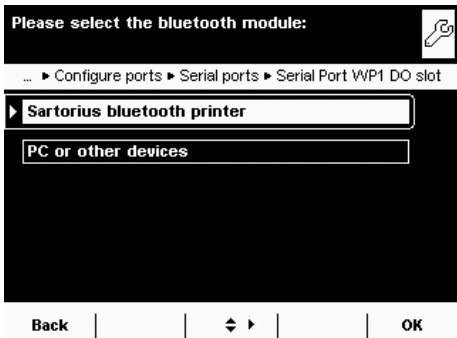 Please select the bluetooth module:
... ▸ Configure ports ▸ Serial ports ▸ Serial Port WP1 DO slot
Sartorius bluetooth printer
PC or other devices
Back OK